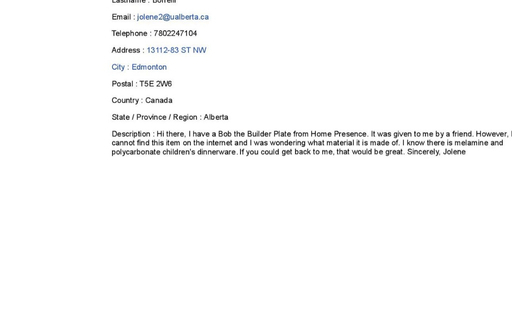 Lastname : Borrelli
Email : jolene2@ualberta.ca
Telephone : 7802247104
Address : 13112-83 ST NW
City : Edmonton
Postal : T5E 2W6
Country : Canada
State / Province / Region : Alberta
Description : Hi there, I have a Bob the Builder Plate from Home Presence. It was given to me by a friend. However, I
cannot find this item on the internet and I was wondering what material it is made of. I know there is melamine and
polycarbonate children's dinnerware. If you could get back to me, that would be great. Sincerely, Jolene